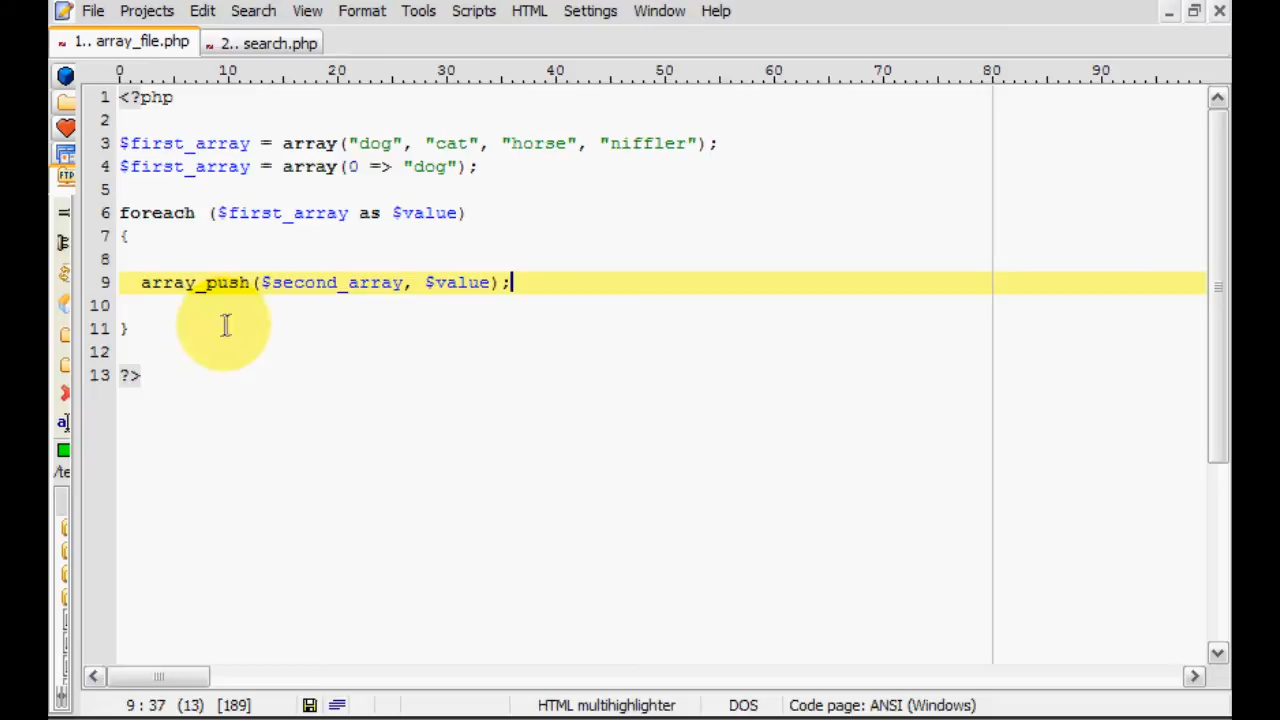 File Projects Edit Search View Format Tools Scripts HTML Settings Window Help
1.. array_file.php 2.. search.php
0 10 20 30 40 50 60 70 80 90
1 <?php
2
3 $first_array = array("dog", "cat", "horse", "niffler");
4 $first_array = array(0 => "dog");
5
6 foreach ($first_array as $value)
7 {
8
9 array_push($second_array, $value);
10
11 }
12
13 ?>
FTP
/te
9 : 37 (13) [189] HTML multihighlighter DOS Code page: ANSI (Windows)